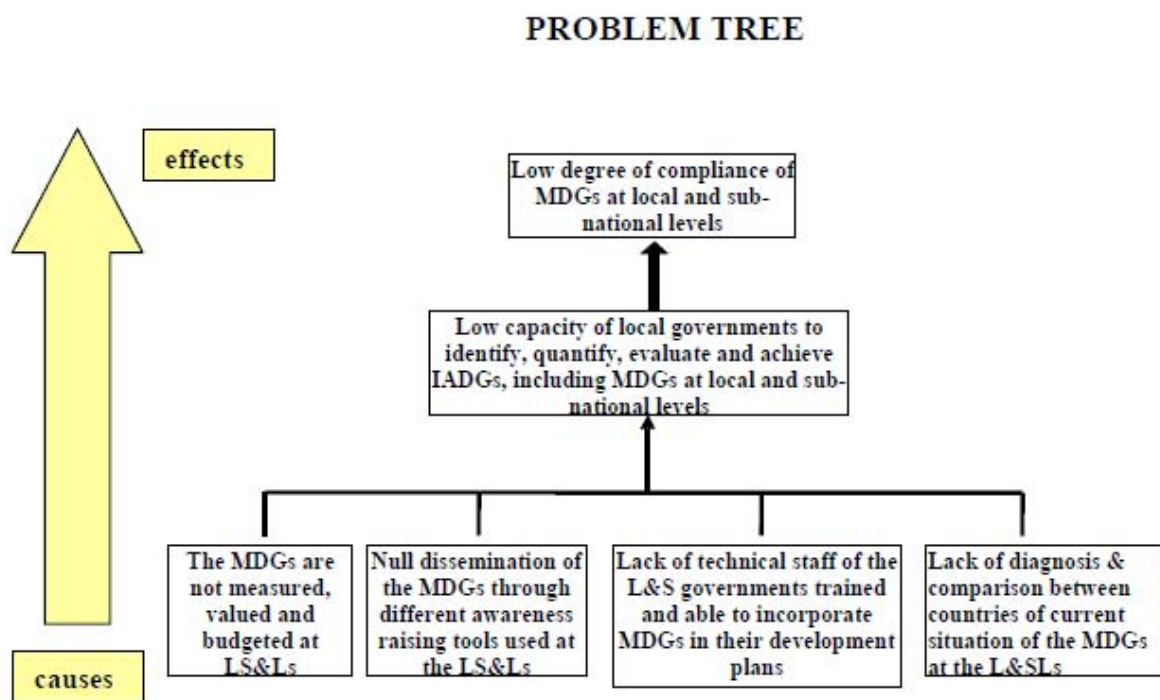 PROBLEM TREE
effects
Low degree of compliance of
MDGs at local and sub-
national levels
Low capacity of local governments to
identify, quantify, evaluate and achieve
IADGs, including MDGs at local and sub-
national levels
The MDGs are
not measured,
valued and
budgeted at
LS&Ls
Null dissemination of
the MDGs through
different awareness
raising tools used at
the LS&Ls
Lack of technical staff of the
L&S governments trained
and able to incorporate
MDGs in their development
plans
Lack of diagnosis &
comparison between
countries of current
situation of the MDGs
at the L&SLs
causes